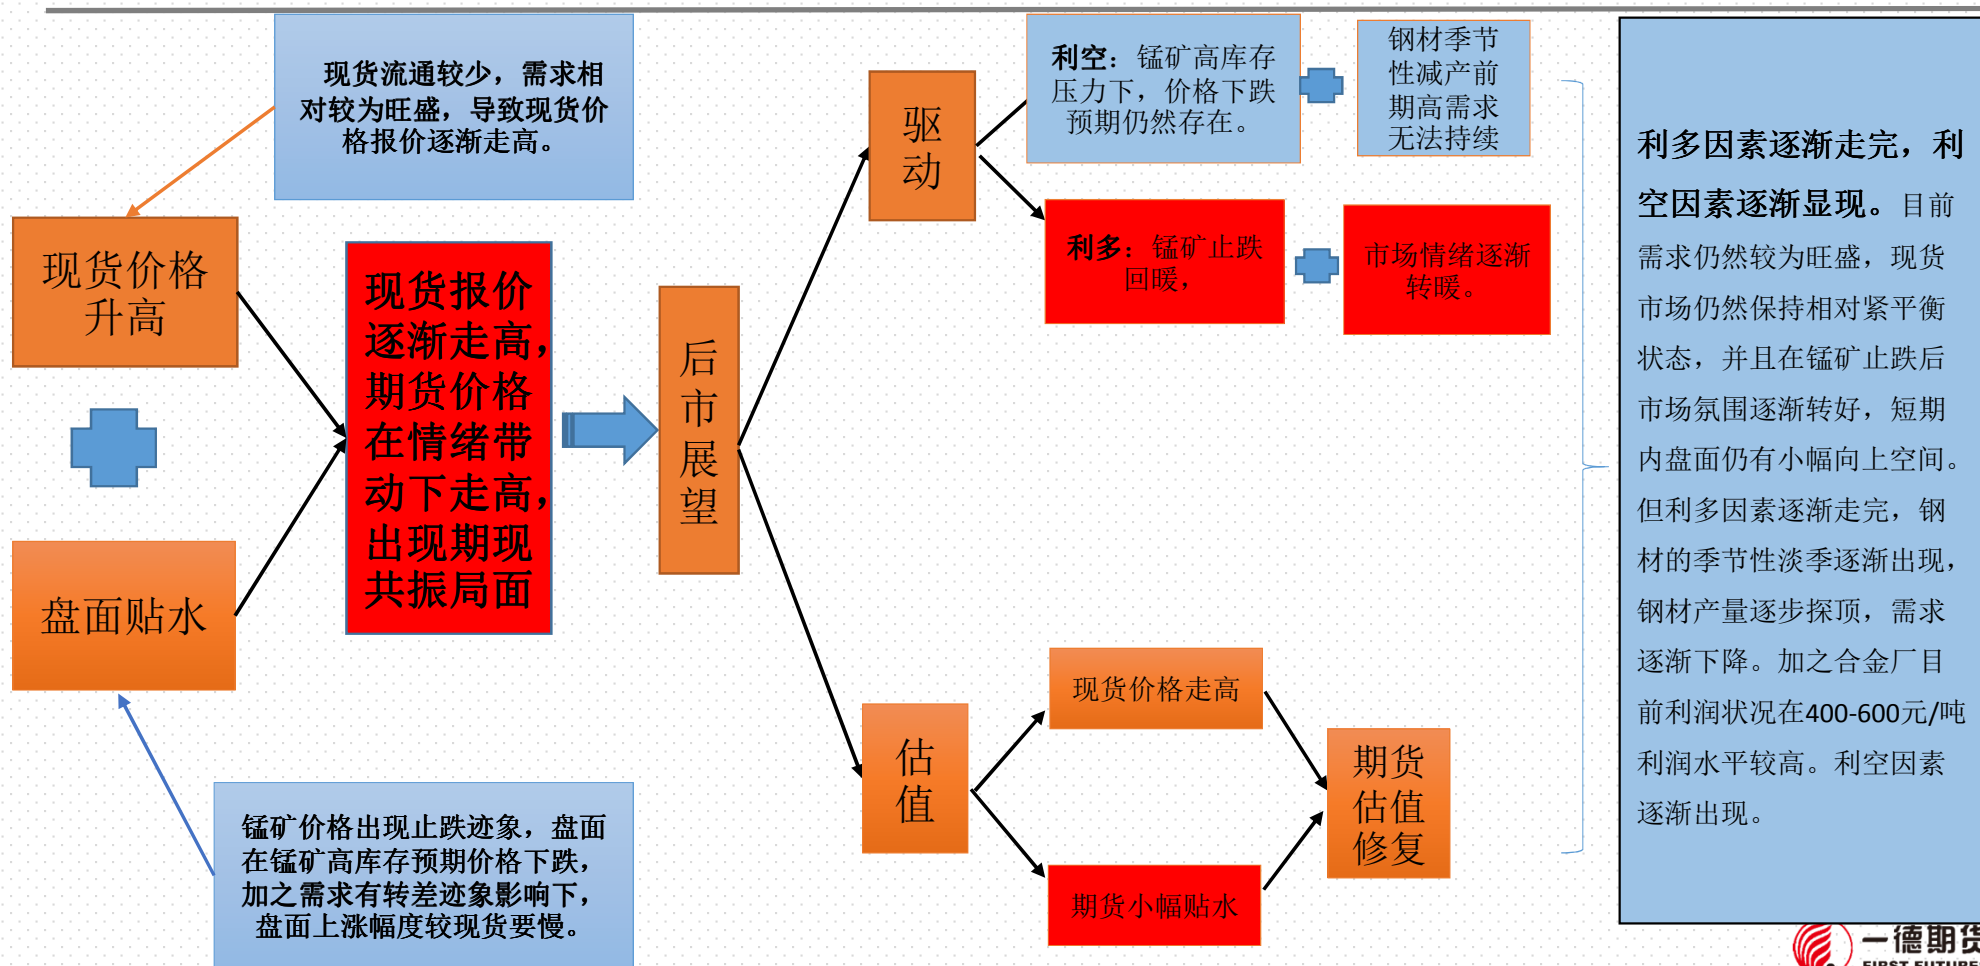 现货流通较少，需求相
对较为旺盛，导致现货价
格报价逐渐走高。
现货价格
升高
盘面贴水
锰矿价格出现止跌迹象，盘面
在锰矿高库存预期价格下跌，
加之需求有转差迹象影响下，
盘面上涨幅度较现货要慢。
现货报价
逐渐走高，
期货价格
在情绪带
动下走高，
出现期现
共振局面
后
市
展
望
驱
动
利空：锰矿高库存
压力下，价格下跌
预期仍然存在。
钢材季节
性减产前
期高需求
无法持续
利多：锰矿止跌
回暖，
市场情绪逐渐
转暖。
估
值
现货价格走高
期货小幅贴水
期货
估值
修复
利多因素逐渐走完，利
空因素逐渐显现。目前
需求仍然较为旺盛，现货
市场仍然保持相对紧平衡
状态，并且在锰矿止跌后
市场氛围逐渐转好，短期
内盘面仍有小幅向上空间。
但利多因素逐渐走完，钢
材的季节性淡季逐渐出现，
钢材产量逐步探顶，需求
逐渐下降。加之合金厂目
前利润状况在400-600元/吨
利润水平较高。利空因素
逐渐出现。
一德期货
FIRST FUTURES